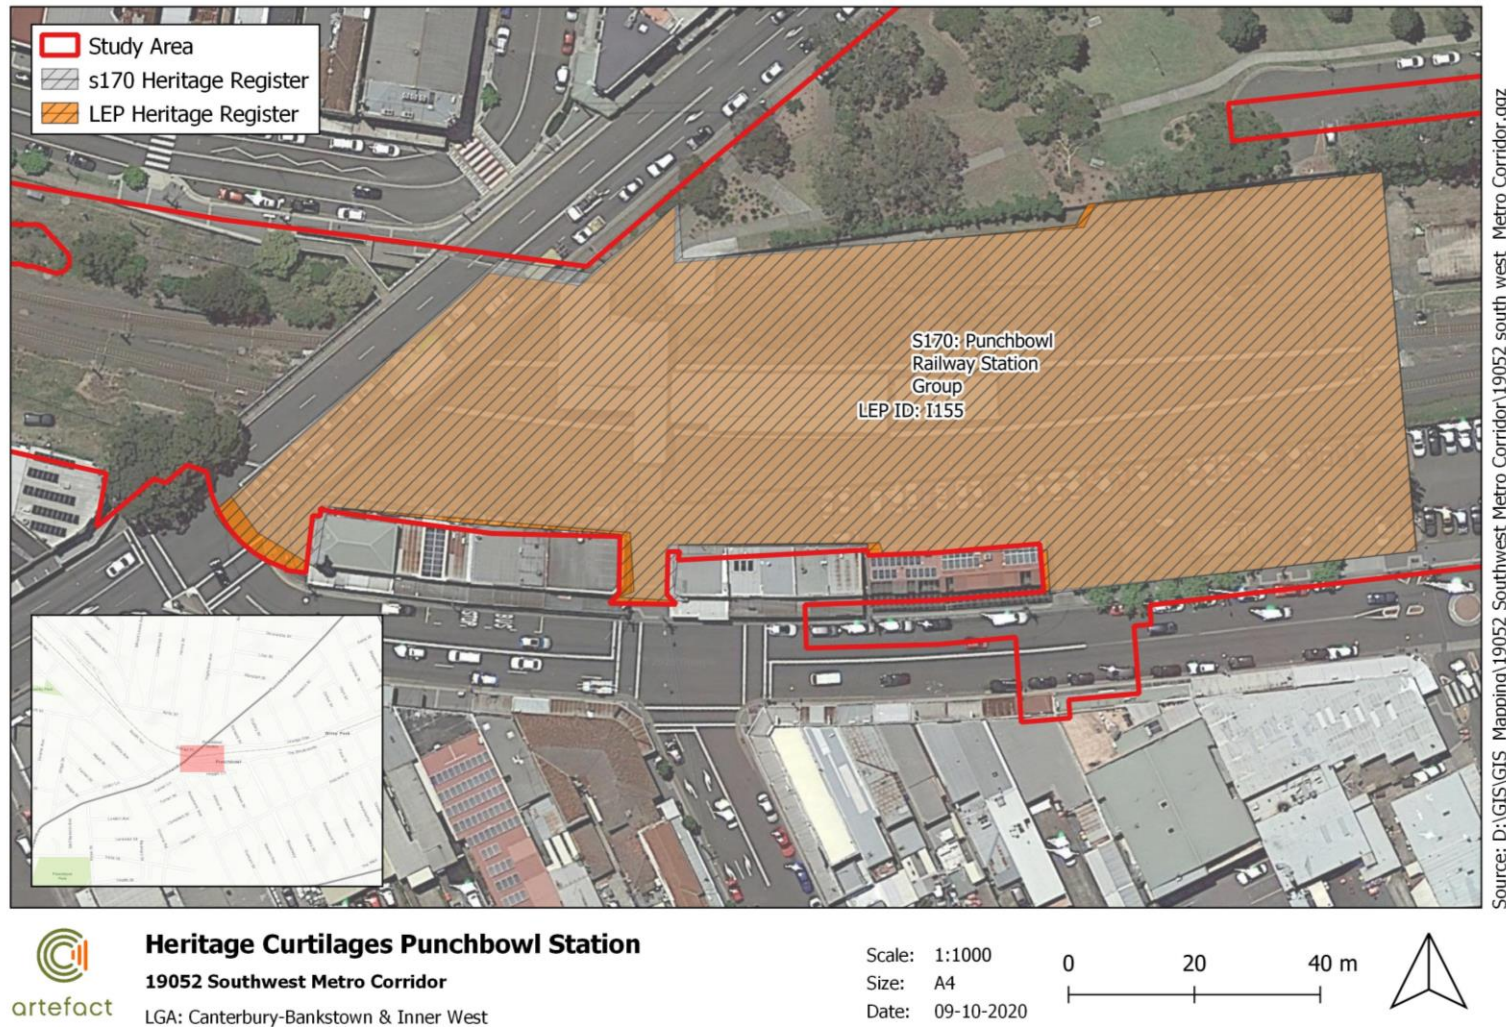 Study Area
s170 Heritage Register
LEP Heritage Register
S170: Punchbowl
Railway Station
Group
LEP ID: I155
Source: D:\GIS\GIS_Mapping\19052 Southwest Metro Corridor\19052 south west Metro Corridor.qgz
Heritage Curtilages Punchbowl Station
19052 Southwest Metro Corridor
LGA: Canterbury-Bankstown & Inner West
artefact
Scale: 1:1000
Size: A4
Date: 09-10-2020
0 20 40 m